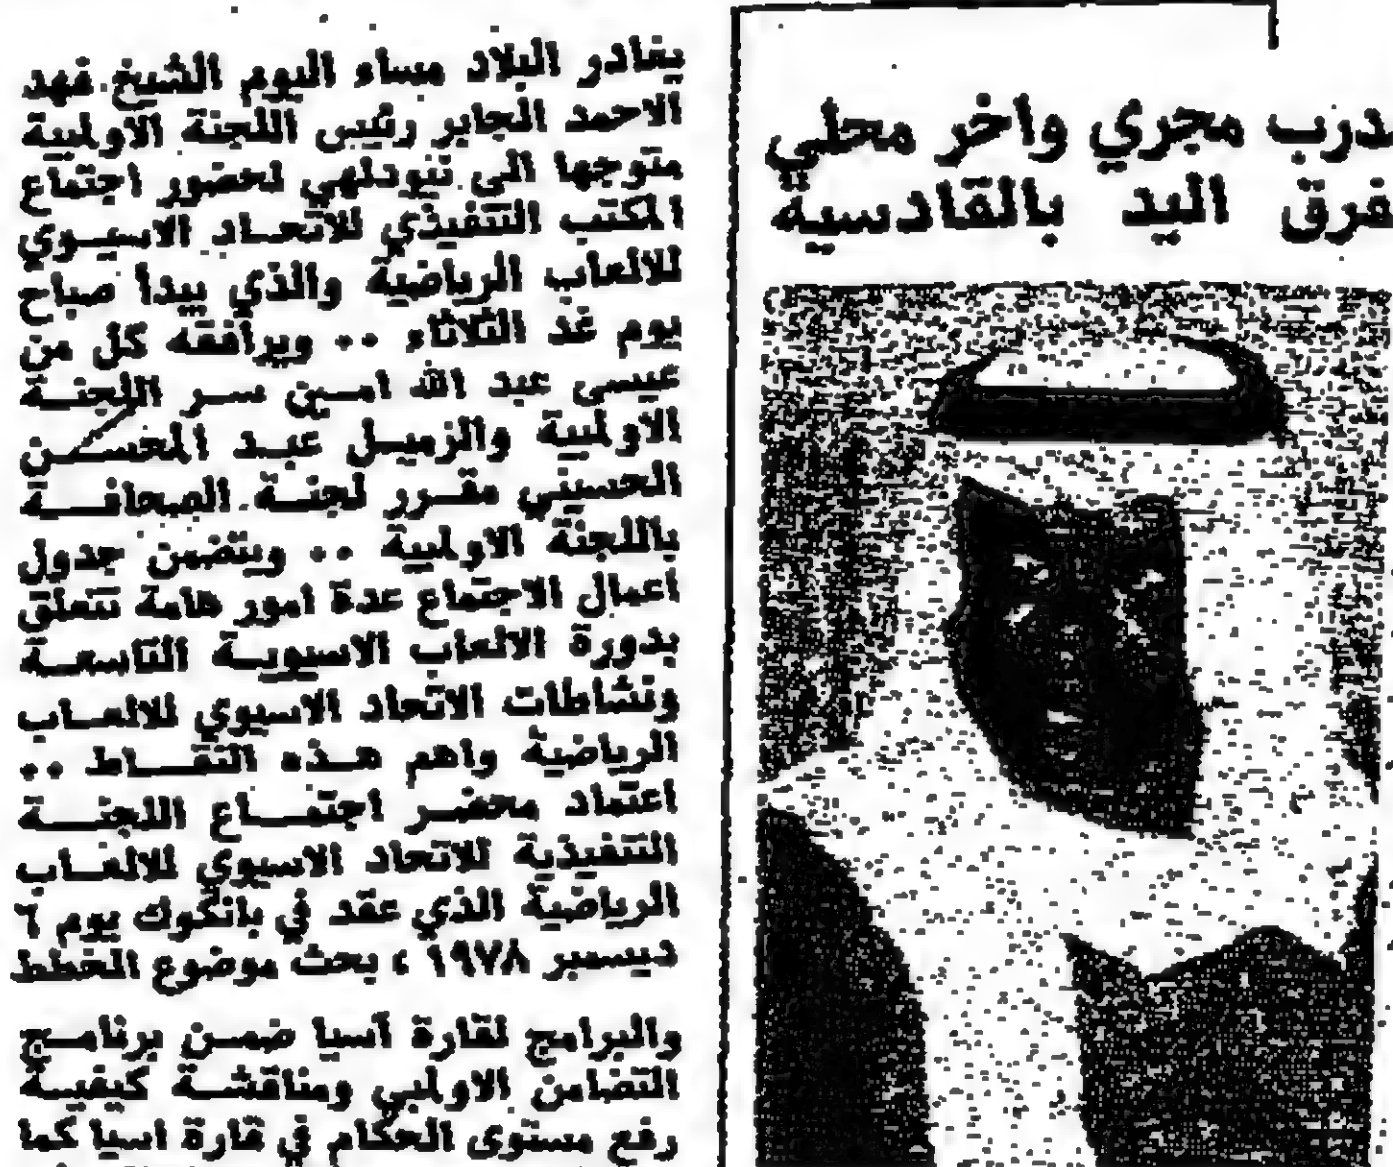 درب مجري واخر محلي
فرق اليد بالقادسية
يغادر البلاد مساء اليوم الشيخ فهد
الاحمد الجابر رئيس اللجنة الاولمبية
متوجها الى نيودلهي لحضور اجتماع
المكتب التنفيذي للاتحاد الاسيوي
للالعاب الرياضية والذي يبدا صباح
يوم غد الثلاثاء ٠٠ ويرافقه كل من
عيسى عبد الله امين سر اللجنة
الاولمبية والزميل عبد المحسن
الحسيني مقرر لجنة الصحافة
باللجنة الاولمبية ٠٠ ويتضمن جدول
اعمال الاجتماع عدة امور هامة تتعلق
بدورة الالعاب الاسيوية التاسعة
ونشاطات الاتحاد الاسيوي للالعاب
الرياضية واهم هذه النقاط ٠٠
اعتماد محضر اجتماع اللجنة
التنفيذية للاتحاد الاسيوي للالعاب
الرياضية الذي عقد في بانكوك يوم ٦
ديسمبر ١٩٧٨ ، بحث موضوع الخطط
والبرامج لقارة آسيا ضمن برنامج
التضامن الاولمبي ومناقشة كيفية
رفع مستوى الحكام في قارة اسيا كما